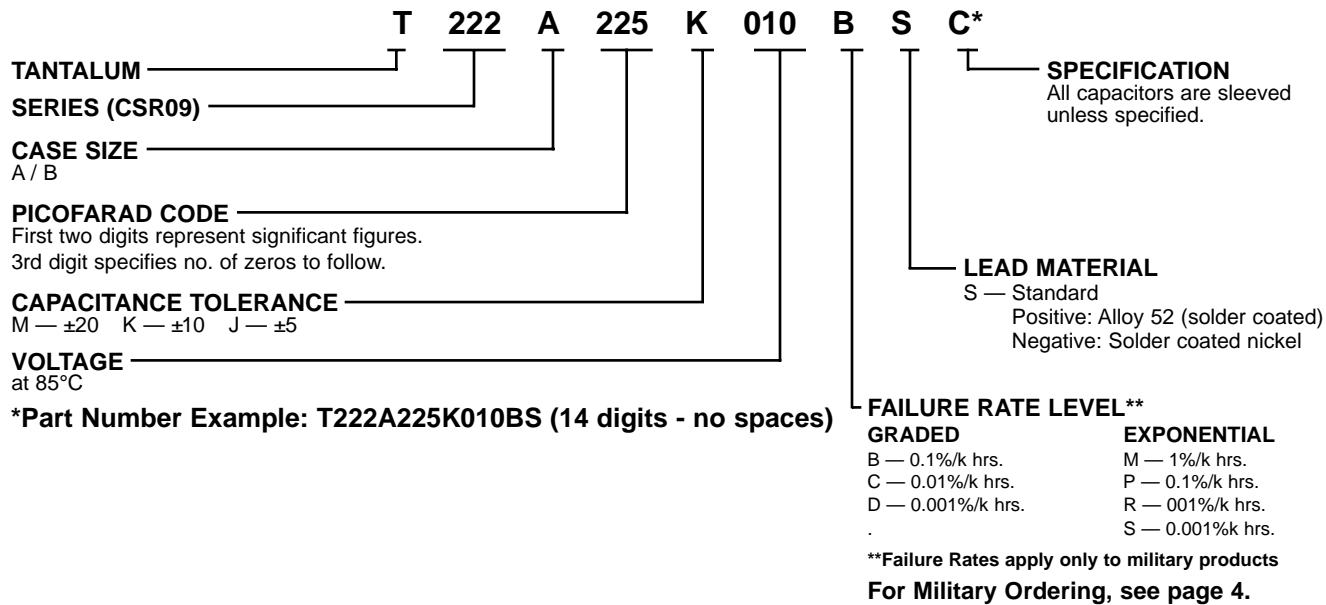 T 222 A 225 K 010 B S C*
TANTALUM
SERIES (CSR09)
CASE SIZE
A / B
PICOFARAD CODE
First two digits represent significant figures.
3rd digit specifies no. of zeros to follow.
CAPACITANCE TOLERANCE
M — ±20 K — ±10 J — ±5
VOLTAGE
at 85°C
*Part Number Example: T222A225K010BS (14 digits - no spaces)
SPECIFICATION
All capacitors are sleeved
unless specified.
LEAD MATERIAL
S — Standard
Positive: Alloy 52 (solder coated)
Negative: Solder coated nickel
FAILURE RATE LEVEL**
GRADED EXPONENTIAL
B — 0.1%/k hrs. M — 1%/k hrs.
C — 0.01%/k hrs. P — 0.1%/k hrs.
D — 0.001%/k hrs. R — 001%/k hrs.
. S — 0.001%k hrs.
**Failure Rates apply only to military products
For Military Ordering, see page 4.